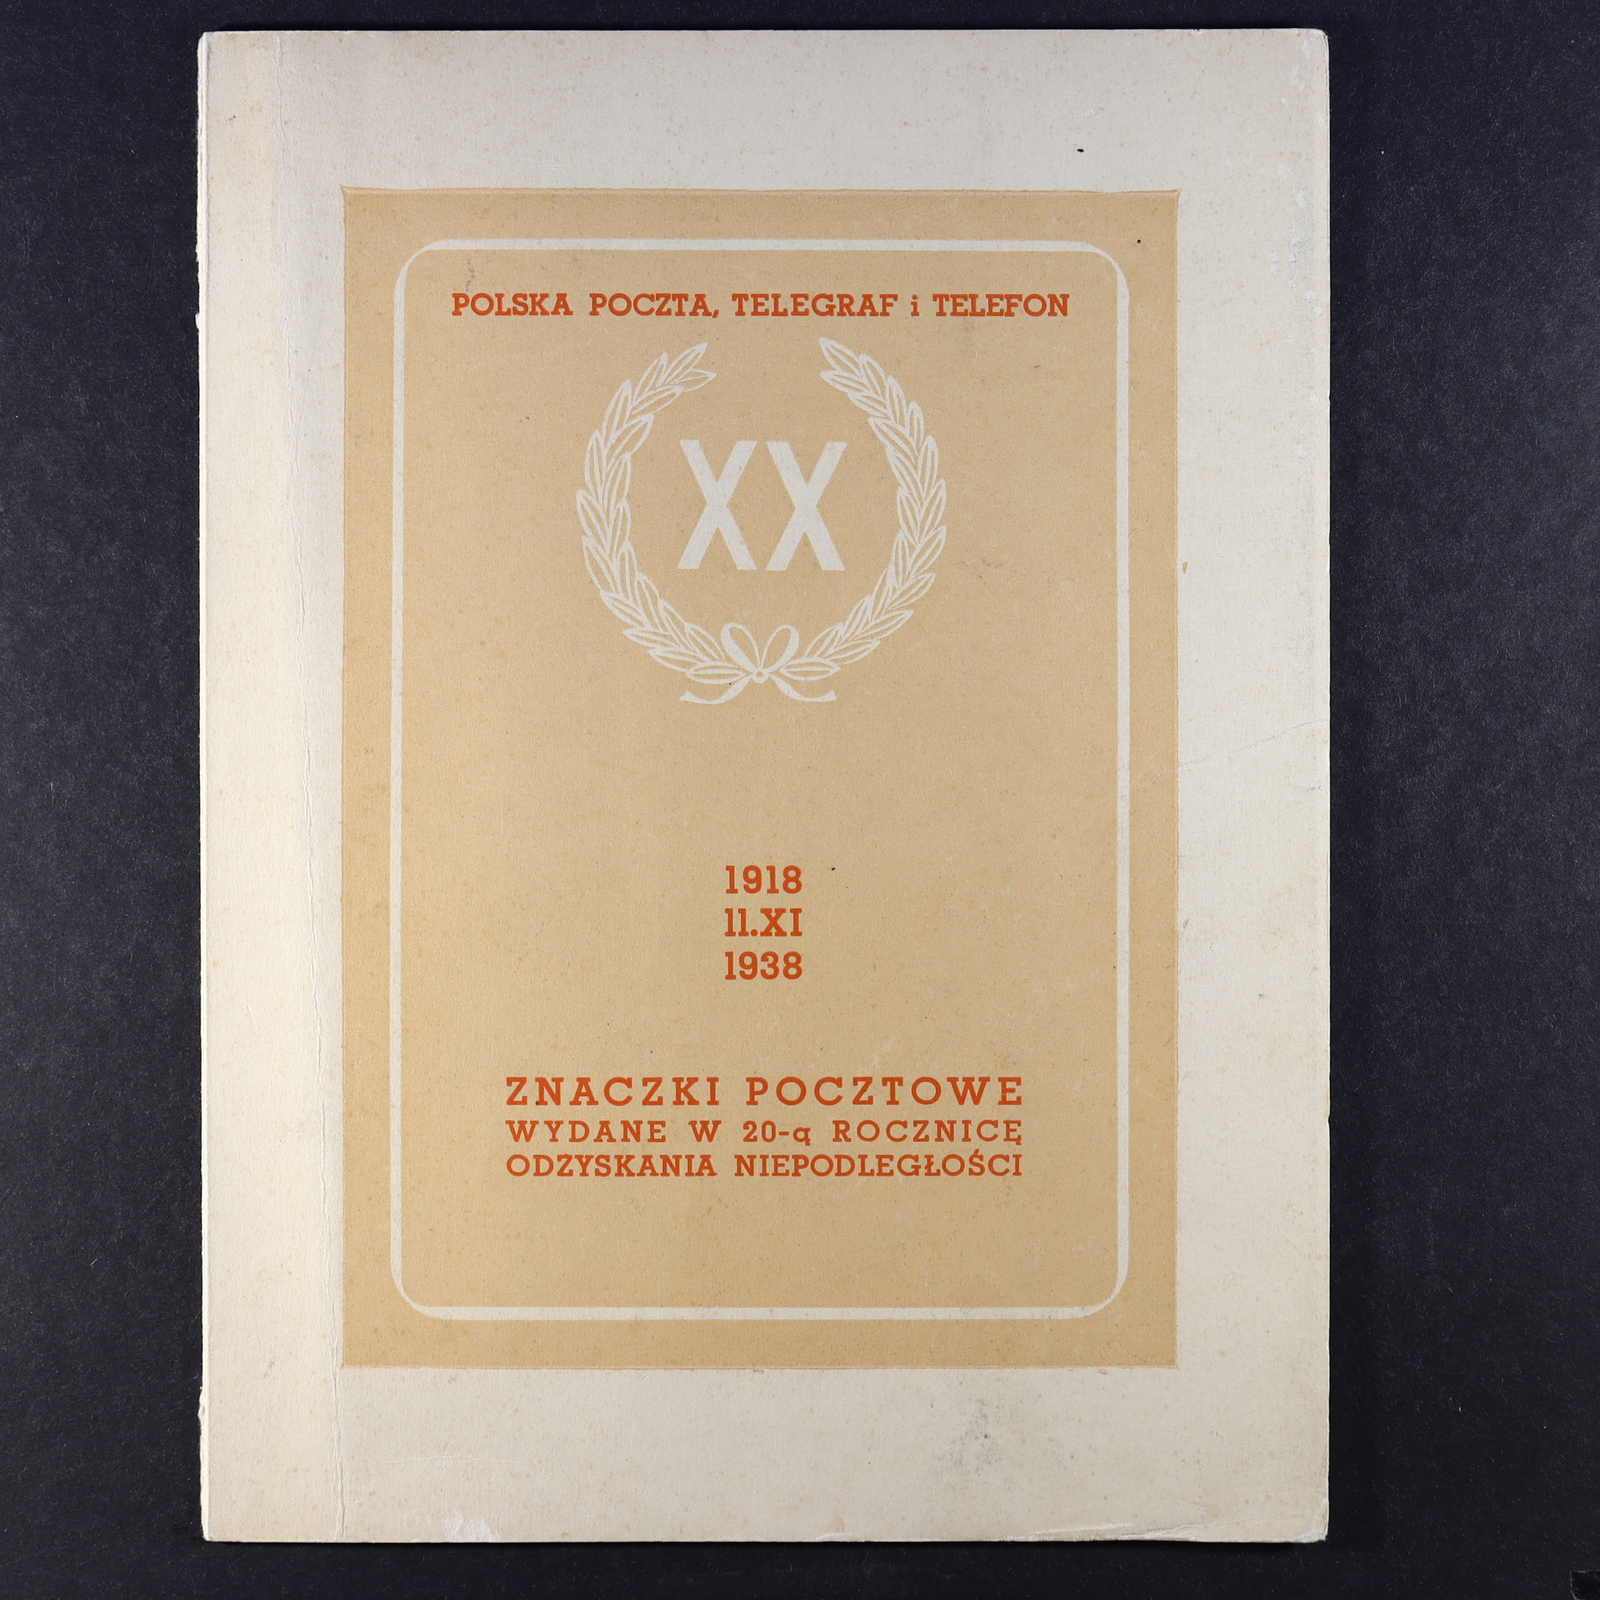 POLSKA POCZTA, TELEGRAF i TELEFON
XX
1918
11.XI
1938
ZNACZKI POCZTOWE
WYDANE W 20-ą ROCZNICĘ
ODZYSKANIA NIEPODLEGŁOŚCI